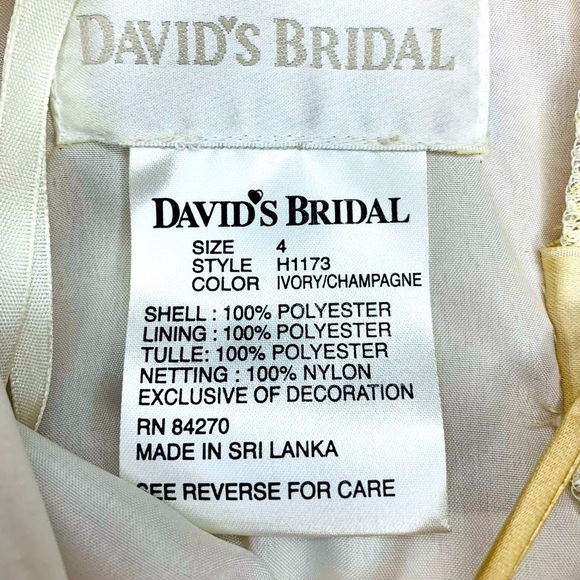 DAVID'S BRIDAL
DAVID'S BRIDAL
SIZE 4
STYLE H1173
COLOR IVORY/CHAMPAGNE
SHELL : 100% POLYESTER
LINING : 100% POLYESTER
TULLE: 100% POLYESTER
NETTING : 100% NYLON
EXCLUSIVE OF DECORATION
RN 84270
MADE IN SRI LANKA
SEE REVERSE FOR CARE